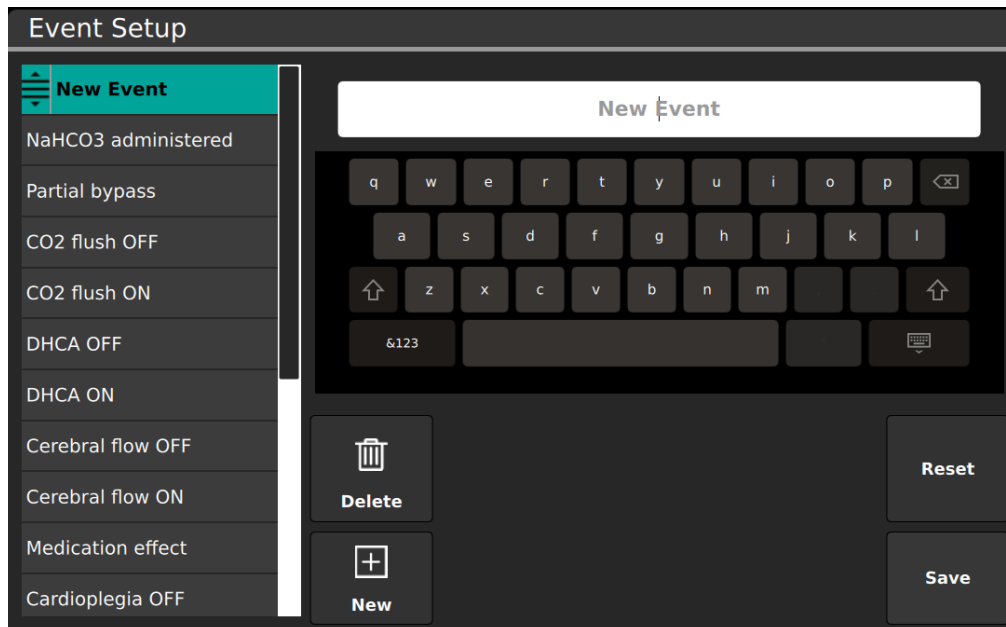 Event Setup
New Event
NaHCO3 administered
Partial bypass
CO2 flush OFF
CO2 flush ON
DHCA OFF
DHCA ON
Cerebral flow OFF
Cerebral flow ON
Medication effect
Cardioplegia OFF
New Event
q w e r t y u i o p
a s d f g h j k l
z x c v b n m
&123
Delete
Reset
New
Save